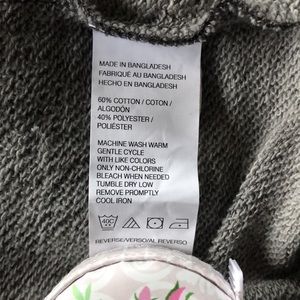 MADE IN BANGLADESH
FABRIQUÉ AU BANGLADESH
HECHO EN BANGLADESH
60% COTTON / COTON /
ALGODÓN
40% POLYESTER /
POLIÉSTER
MACHINE WASH WARM
GENTLE CYCLE
WITH LIKE COLORS
ONLY NON-CHLORINE
BLEACH WHEN NEEDED
TUMBLE DRY LOW
REMOVE PROMPTLY
COOL IRON
40C
REVERSE/VERSO/AL REVERSO